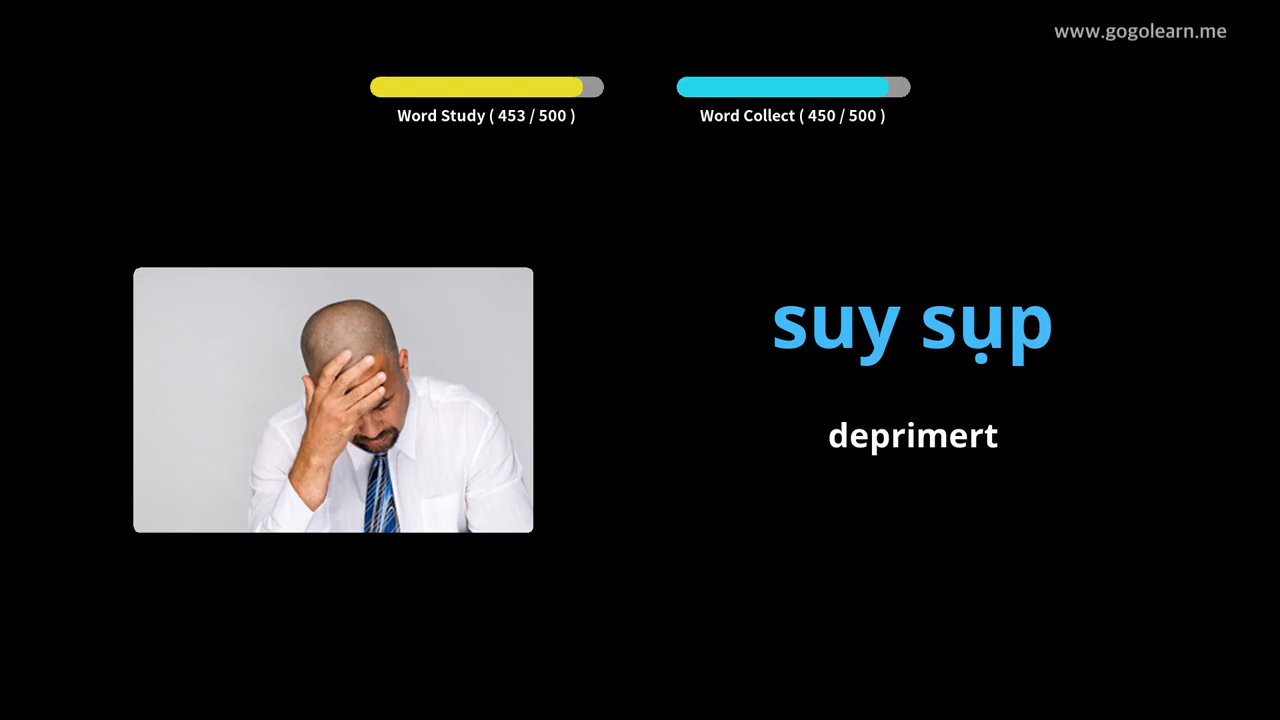 www.gogolearn.me
Word Study ( 453 / 500 )
Word Collect ( 450 / 500 )
suy sụp
deprimert